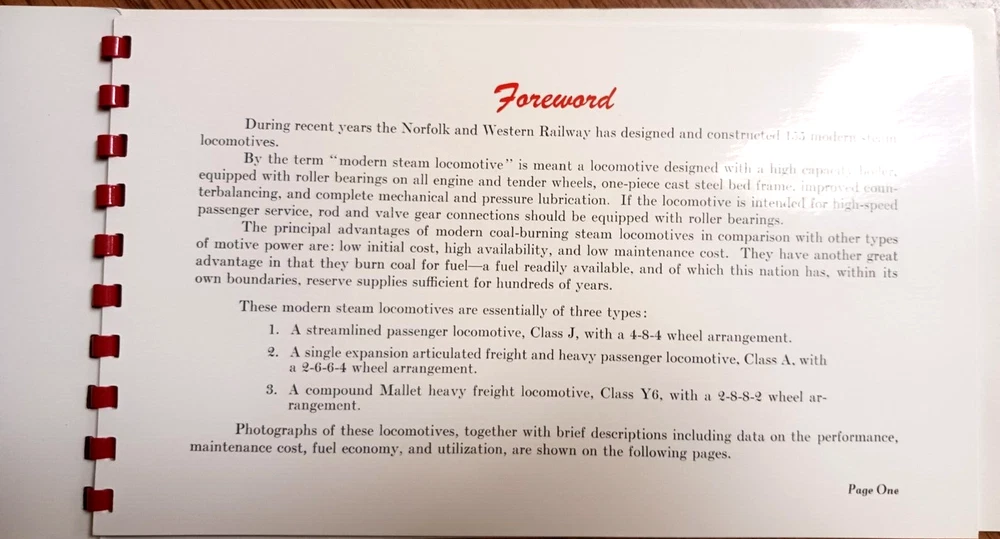 Foreword
During recent years the Norfolk and Western Railway has designed and constructed modern steam
locomotives.
By the term "modern steam locomotive" is meant a locomotive designed with a high capacity boiler,
equipped with roller bearings on all engine and tender wheels, one-piece cast steel bed frame, improved coun-
terbalancing, and complete mechanical and pressure lubrication. If the locomotive is intended for high-speed
passenger service, rod and valve gear connections should be equipped with roller bearings.
The principal advantages of modern coal-burning steam locomotives in comparison with other types
of motive power are: low initial cost, high availability, and low maintenance cost. They have another great
advantage in that they burn coal for fuel—a fuel readily available, and of which this nation has, within its
own boundaries, reserve supplies sufficient for hundreds of years.
These modern steam locomotives are essentially of three types:
1. A streamlined passenger locomotive, Class J, with a 4-8-4 wheel arrangement.
2. A single expansion articulated freight and heavy passenger locomotive, Class A, with
a 2-6-6-4 wheel arrangement.
3. A compound Mallet heavy freight locomotive, Class Y6, with a 2-8-8-2 wheel ar-
rangement.
Photographs of these locomotives, together with brief descriptions including data on the performance,
maintenance cost, fuel economy, and utilization, are shown on the following pages.
Page One